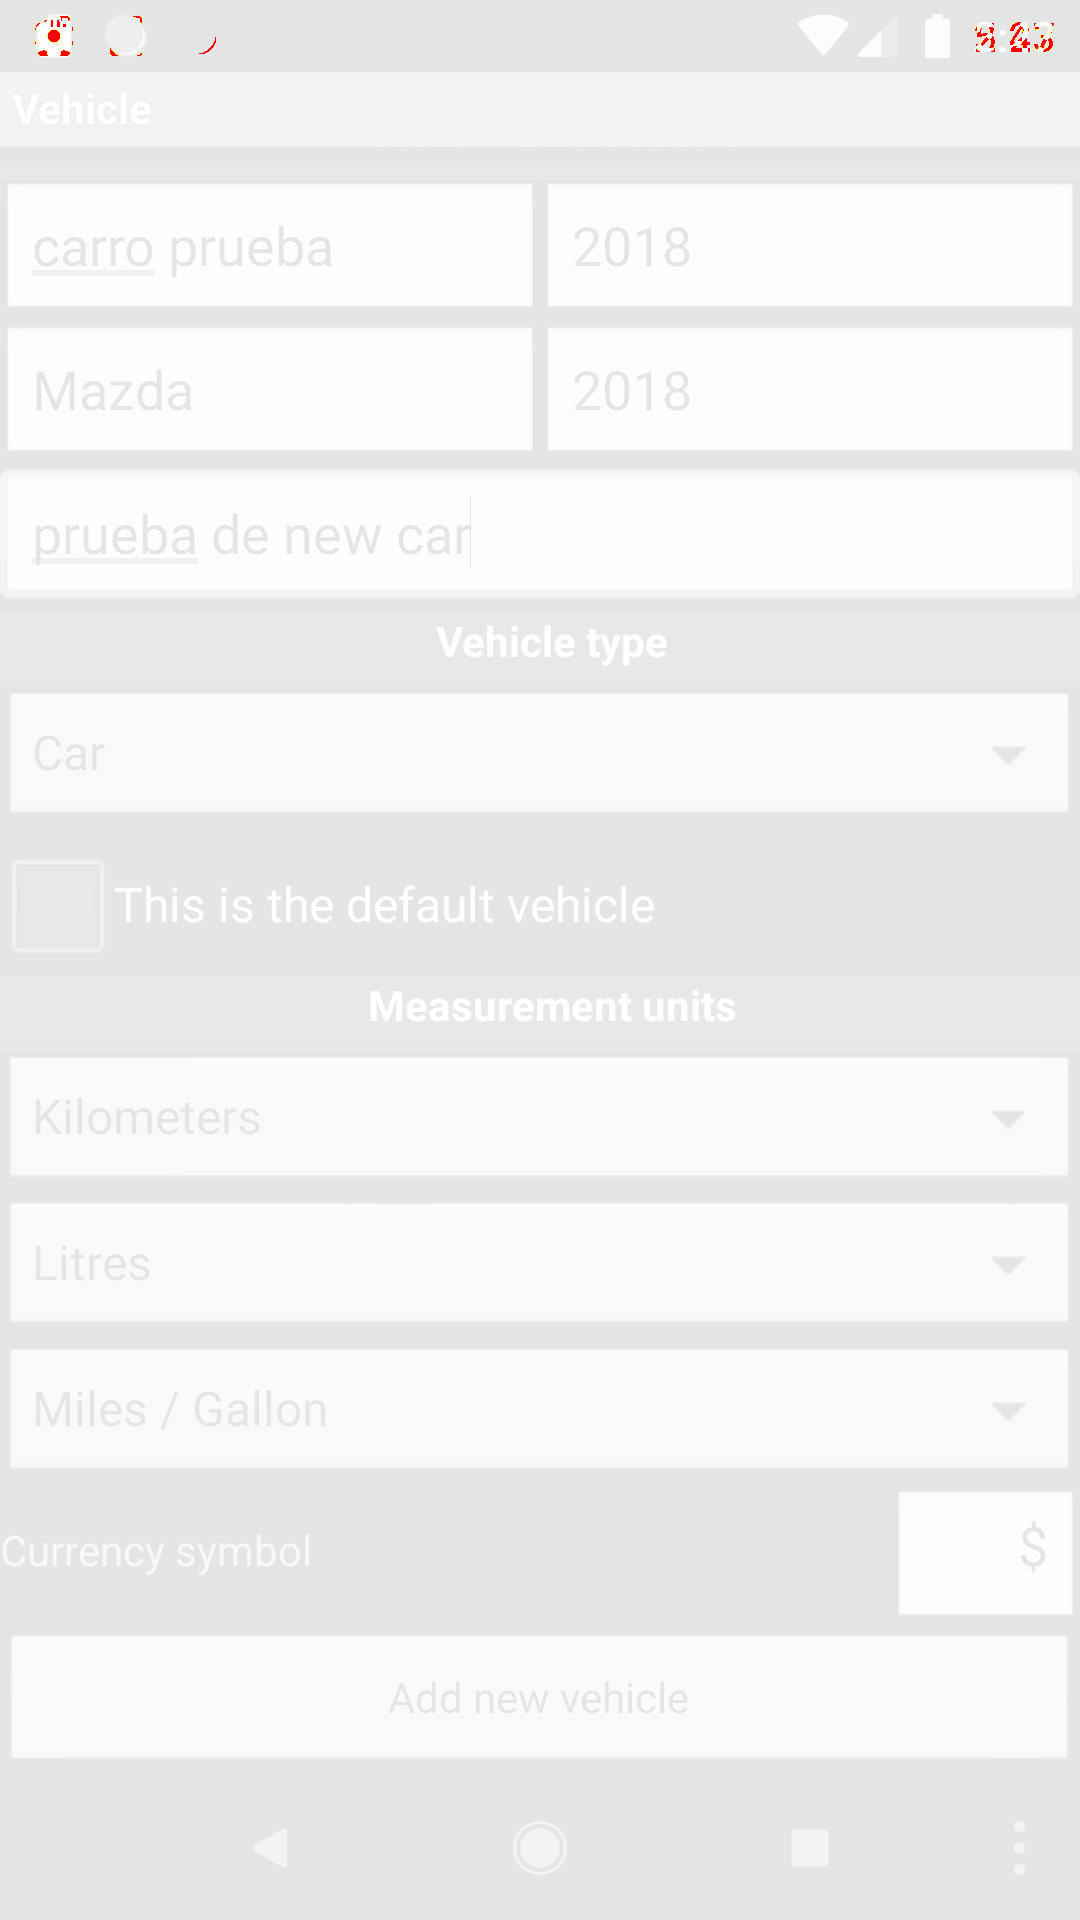 Vehicle
carro prueba
2018
Mazda
2018
prueba de new car
Vehicle type
Car
This is the default vehicle
Measurement units
Kilometers
Litres
Miles / Gallon
Currency symbol
$
Add new vehicle